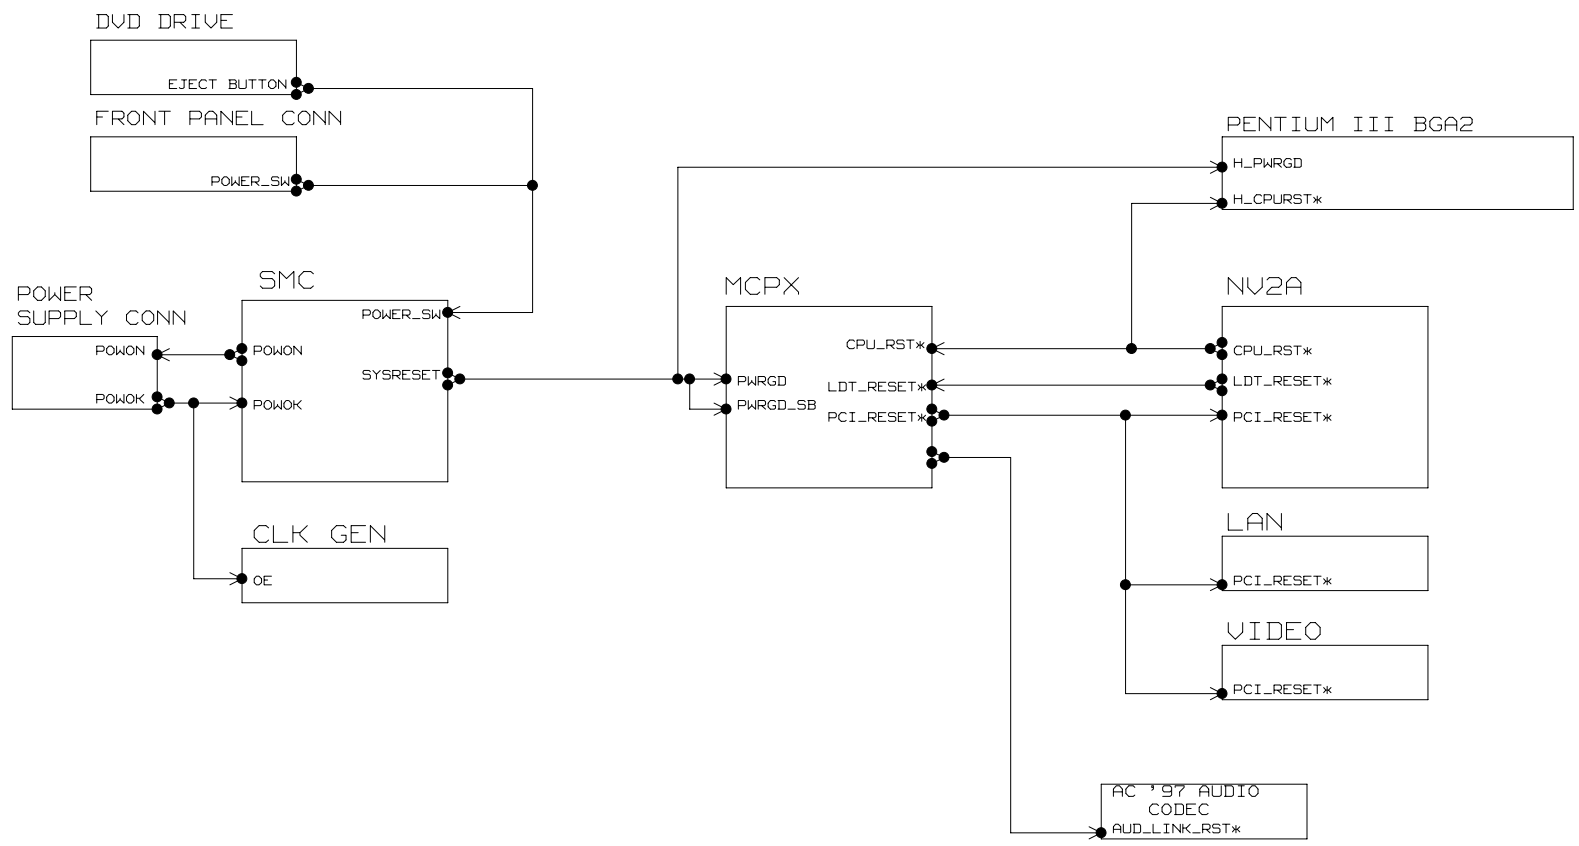 DVD DRIVE
EJECT BUTTON
FRONT PANEL CONN
POWER_SW
PENTIUM III BGA2
H_PWRGD
H_CPURST*
POWER
SUPPLY CONN
POWON
POWOK
SMC
POWER_SW
POWON
SYSRESET
POWOK
CLK GEN
OE
MCPX
CPU_RST*
PWRGD
LDT_RESET*
PWRGD_SB
PCI_RESET*
NV2A
CPU_RST*
LDT_RESET*
PCI_RESET*
LAN
PCI_RESET*
VIDEO
PCI_RESET*
AC '97 AUDIO
CODEC
AUD_LINK_RST*